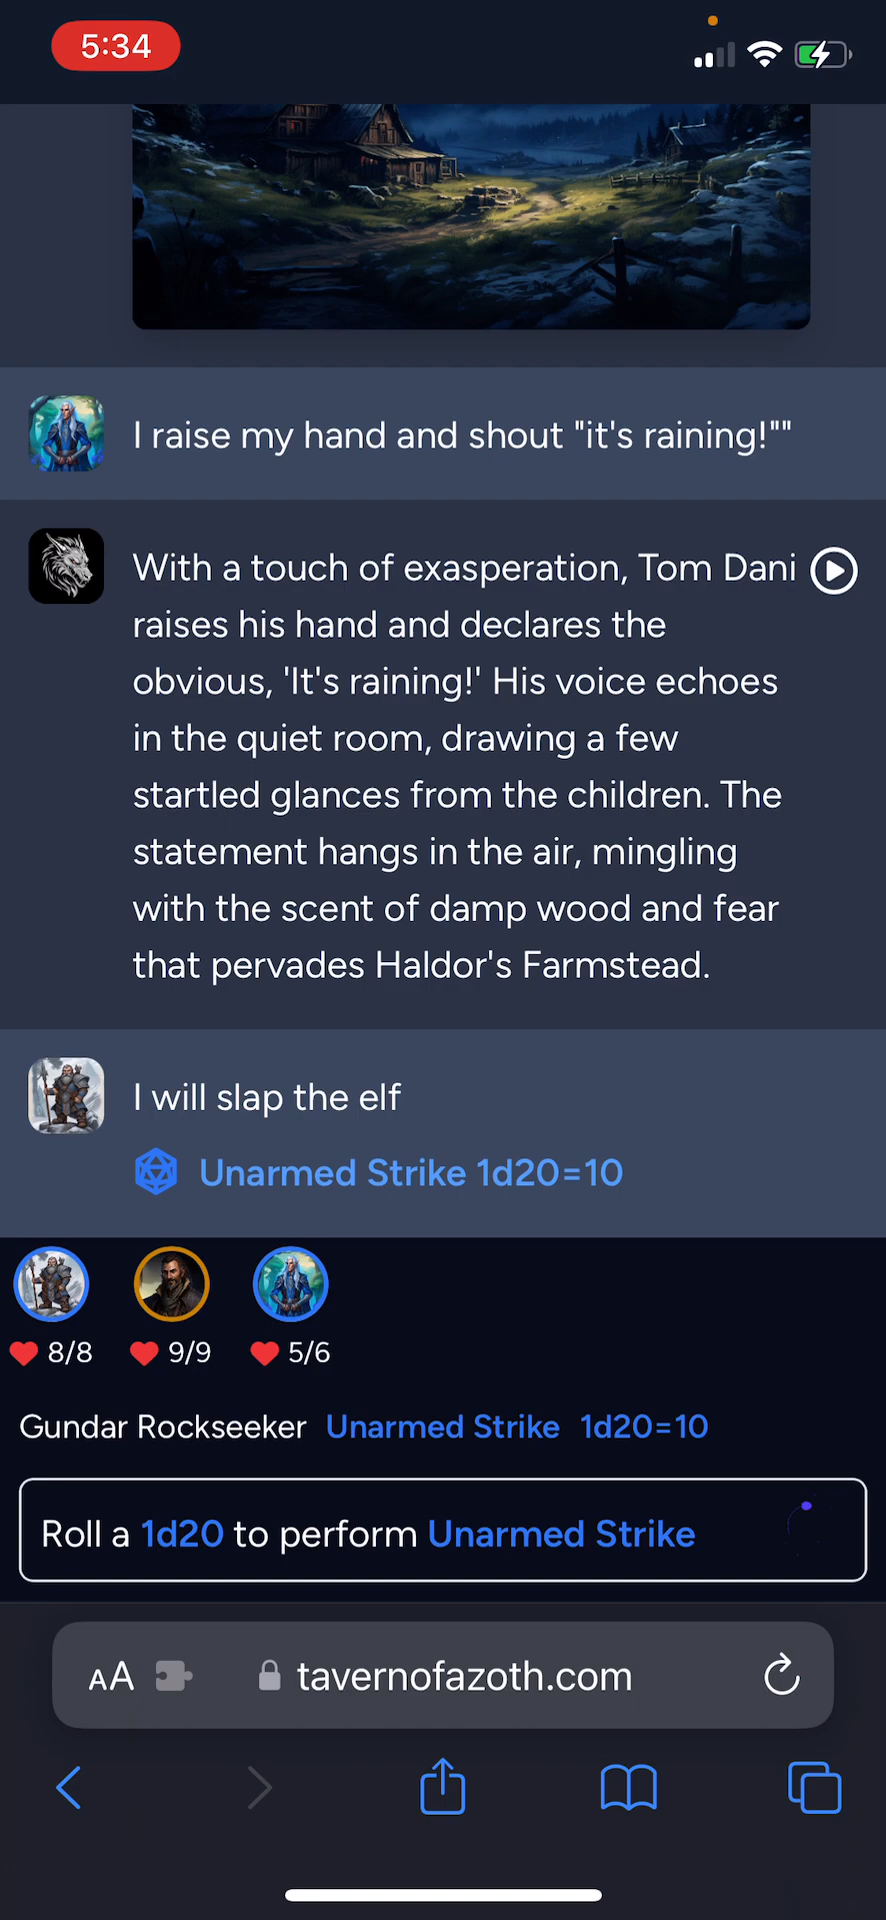 5:34
I raise my hand and shout "it's raining!""
With a touch of exasperation, Tom Dani
raises his hand and declares the
obvious, 'It's raining!' His voice echoes
in the quiet room, drawing a few
startled glances from the children. The
statement hangs in the air, mingling
with the scent of damp wood and fear
that pervades Haldor's Farmstead.
I will slap the elf
Unarmed Strike 1d20=10
8/8 9/9 5/6
Gundar Rockseeker Unarmed Strike 1d20=10
Roll a 1d20 to perform Unarmed Strike
AA tavernofazoth.com